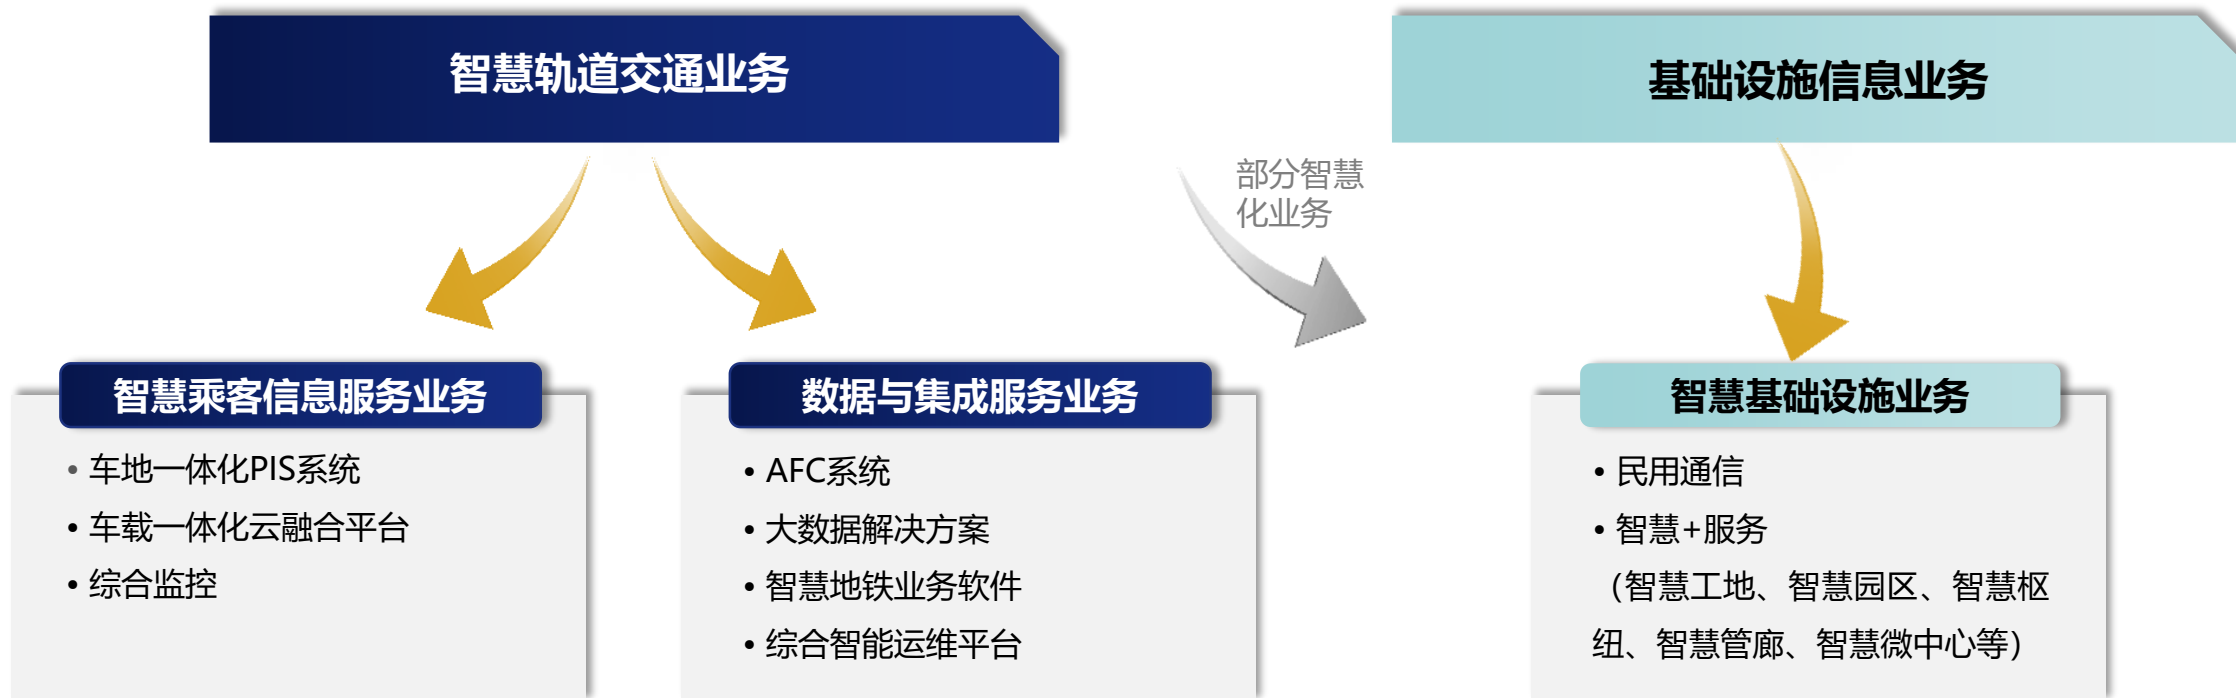 智慧轨道交通业务
基础设施信息业务
部分智慧
化业务
智慧乘客信息服务业务
• 车地一体化PIS系统
• 车载一体化云融合平台
• 综合监控
数据与集成服务业务
• AFC系统
• 大数据解决方案
• 智慧地铁业务软件
• 综合智能运维平台
智慧基础设施业务
• 民用通信
• 智慧+服务
（智慧工地、智慧园区、智慧枢
纽、智慧管廊、智慧微中心等）